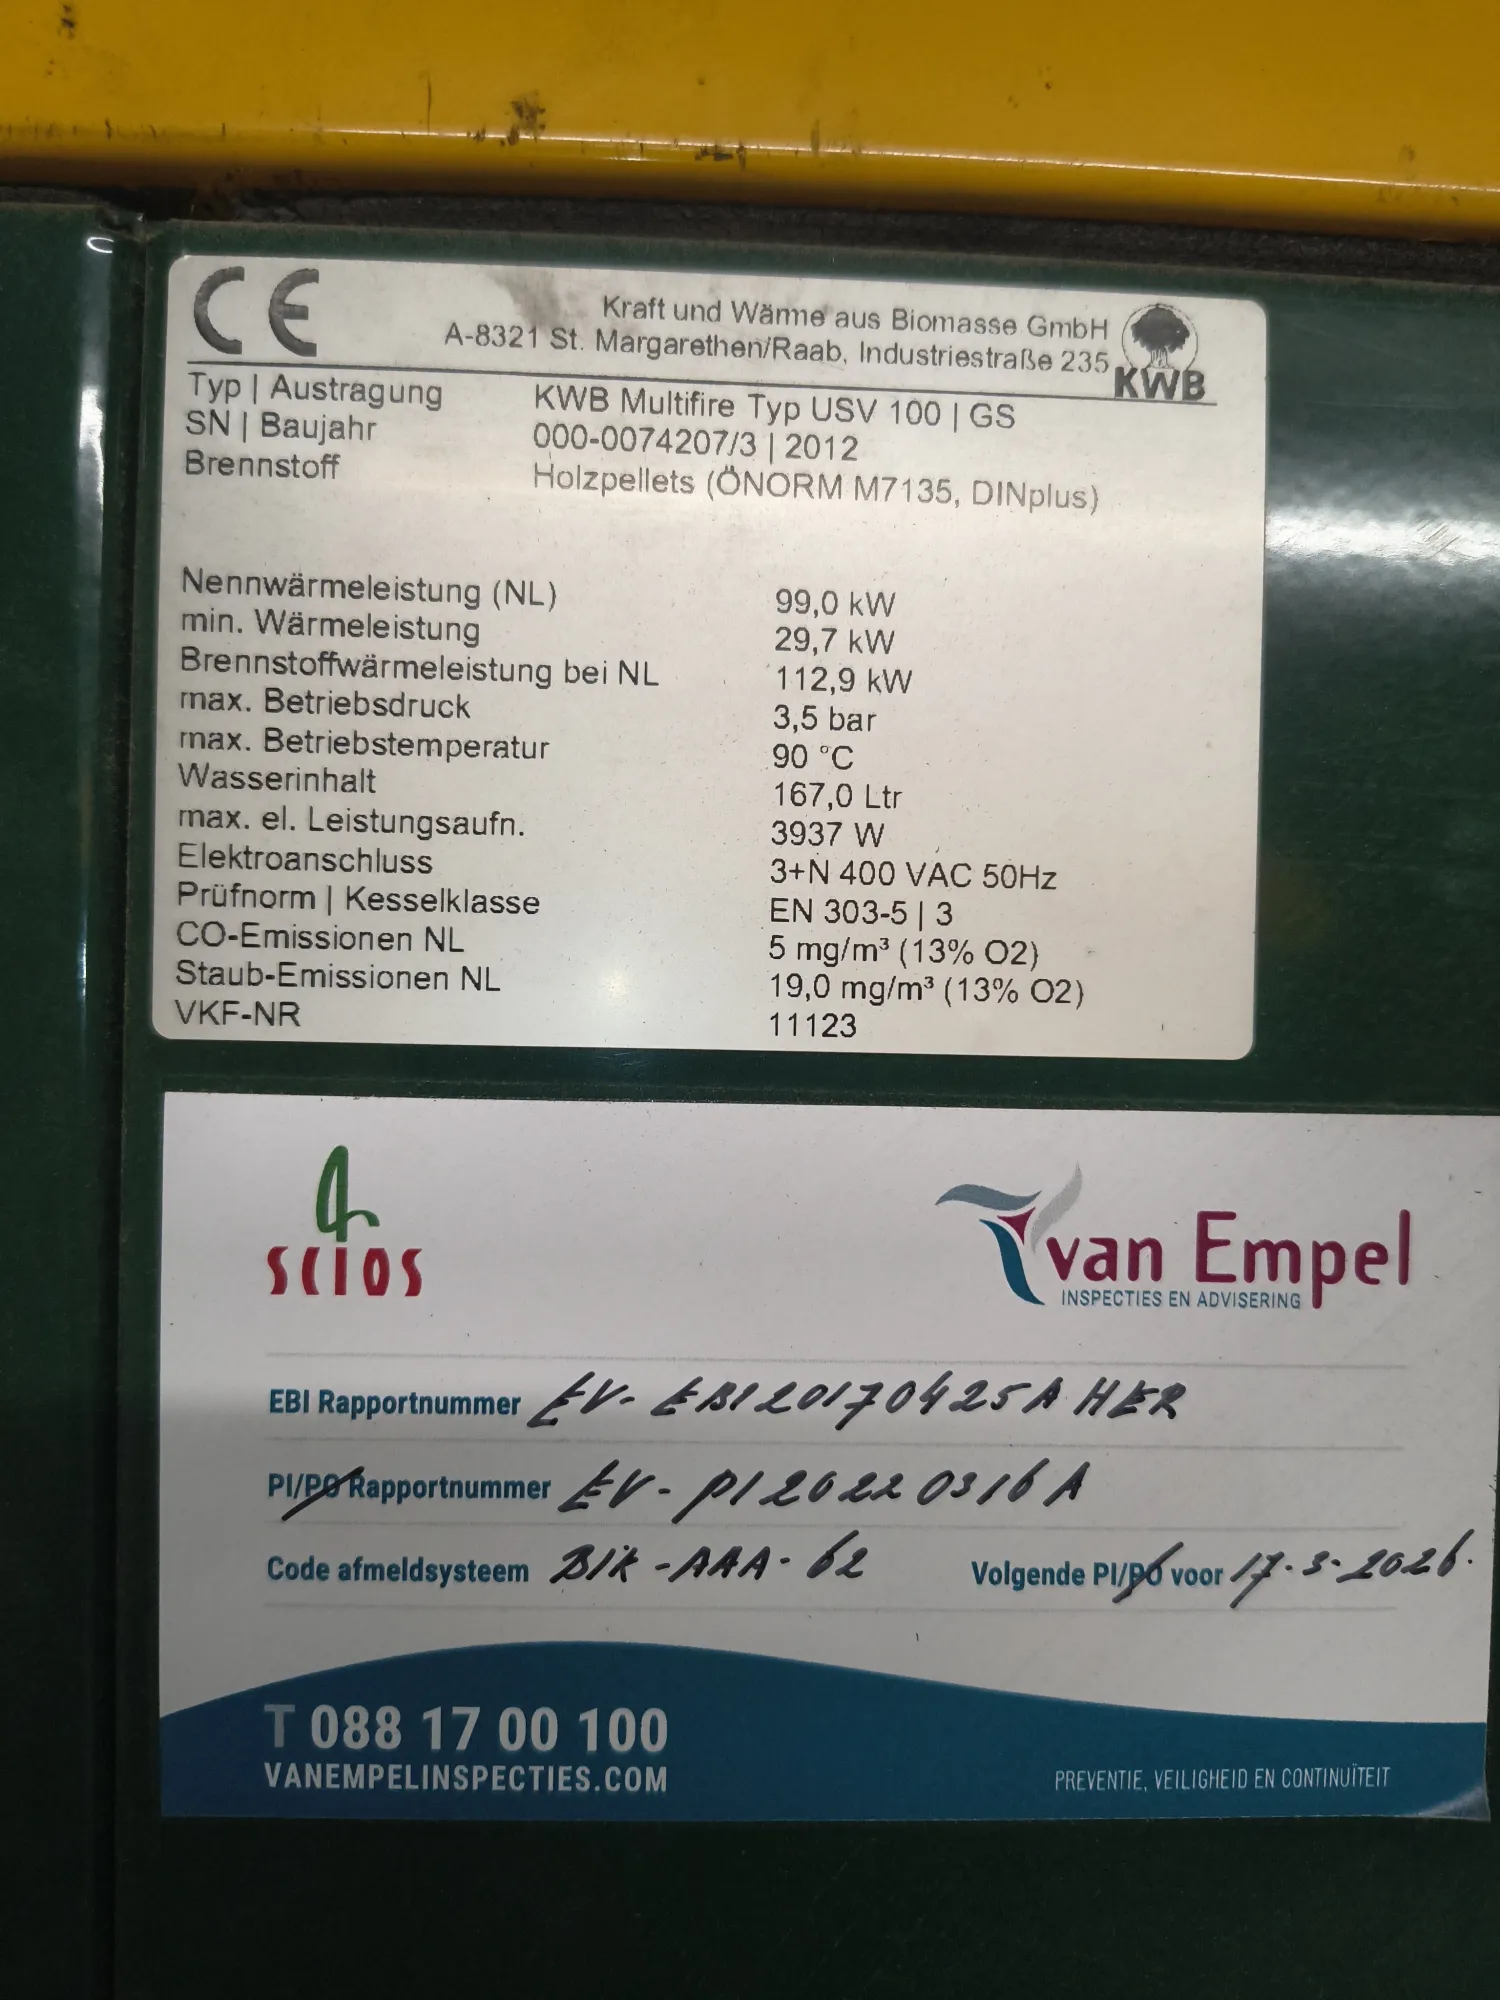 CE
Kraft und Wärme aus Biomasse GmbH
A-8321 St. Margarethen/Raab, Industriestraße 235
KWB
Typ | Austragung KWB Multifire Typ USV 100 | GS
SN | Baujahr 000-0074207/3 | 2012
Brennstoff Holzpellets (ÖNORM M7135, DINplus)
Nennwärmeleistung (NL) 99,0 kW
min. Wärmeleistung 29,7 kW
Brennstoffwärmeleistung bei NL 112,9 kW
max. Betriebsdruck 3,5 bar
max. Betriebstemperatur 90 °C
Wasserinhalt 167,0 Ltr
max. el. Leistungsaufn. 3937 W
Elektroanschluss 3+N 400 VAC 50Hz
Prüfnorm | Kesselklasse EN 303-5 | 3
CO-Emissionen NL 5 mg/m³ (13% O2)
Staub-Emissionen NL 19,0 mg/m³ (13% O2)
VKF-NR 11123
SCIOS
van Empel
INSPECTIES EN ADVISERING
EBI Rapportnummer EV-EBI20170425A HER
PI/PO Rapportnummer EV-PI20220316A
Code afmeldsysteem BIK-AAA-62 Volgende PI/PO voor 17-3-2026.
T 088 17 00 100
VANEMPELINSPECTIES.COM
PREVENTIE, VEILIGHEID EN CONTINUÏTEIT